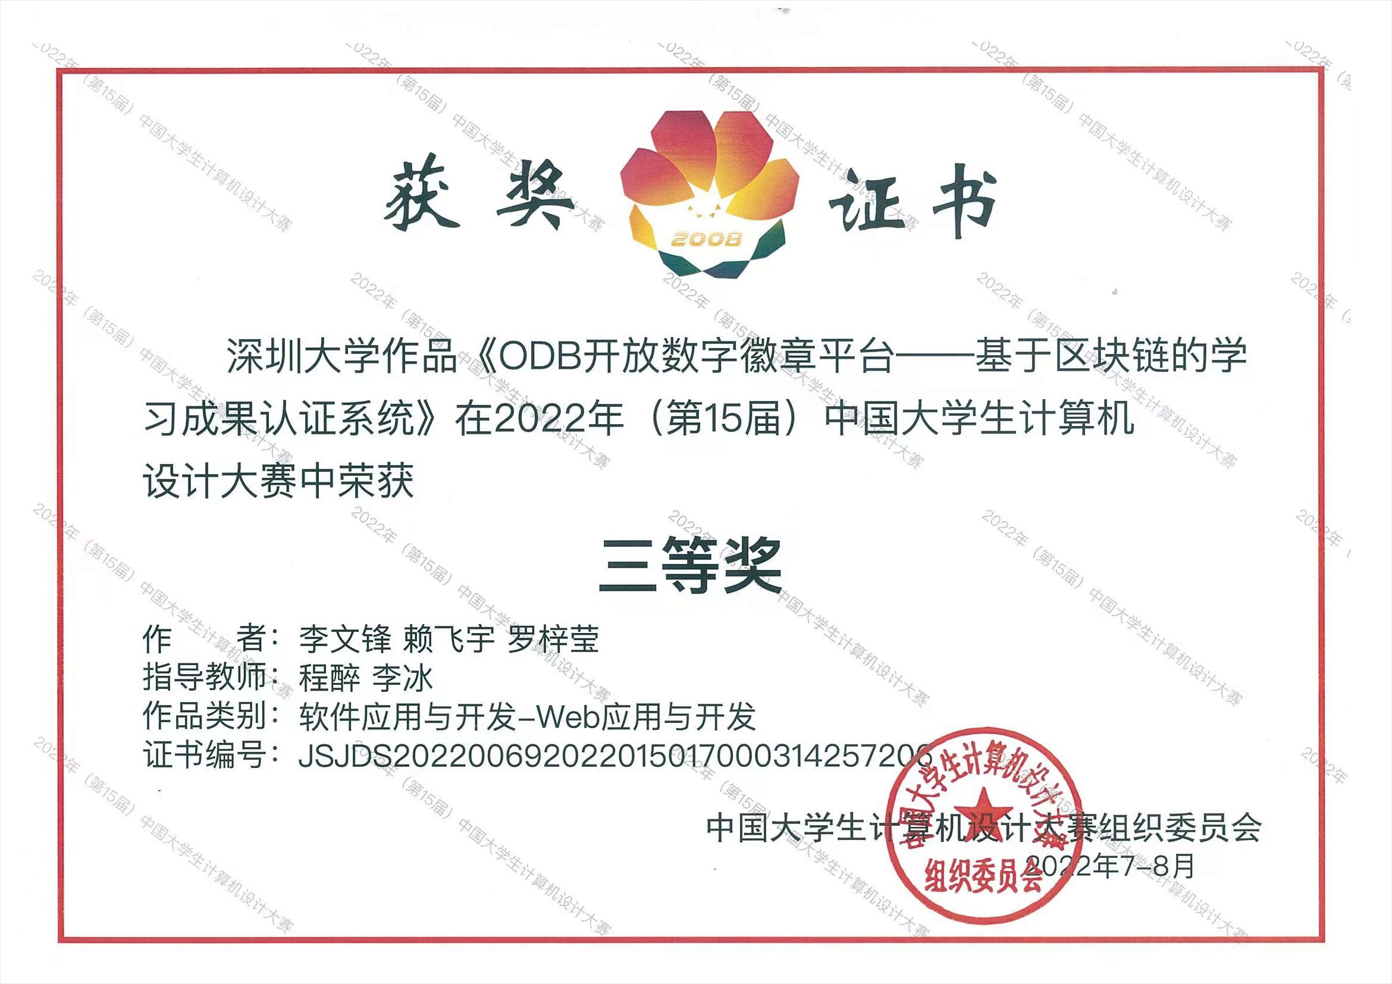 获奖证书
2008
深圳大学作品《ODB开放数字徽章平台——基于区块链的学
习成果认证系统》在2022年（第15届）中国大学生计算机
设计大赛中荣获
三等奖
作 者：李文锋 赖飞宇 罗梓莹
指导教师：程醉 李冰
作品类别：软件应用与开发-Web应用与开发
证书编号：JSJDS202200692022015017000314257206
中国大学生计算机设计大赛组织委员会
2022年7-8月
中国大学生计算机设计大赛
组织委员会
2022年（第15届）中国大学生计算机设计大赛